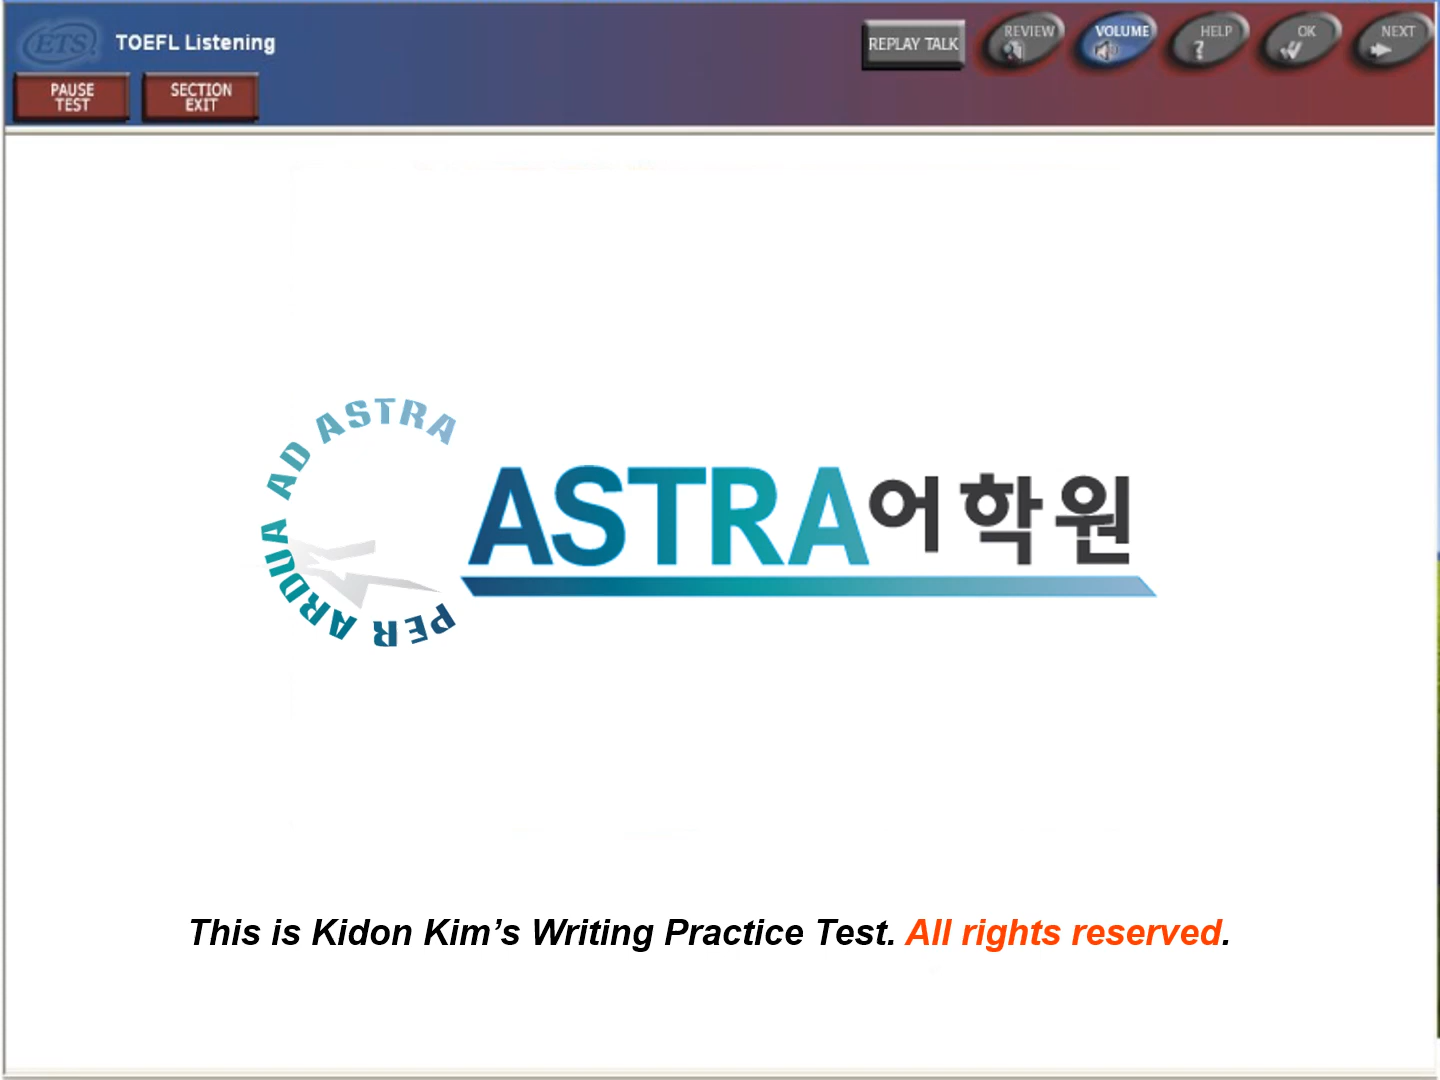 ETS
TOEFL Listening
REPLAY TALK
REVIEW
VOLUME
HELP
OK
NEXT
PAUSE
TEST
SECTION
EXIT
PER ARDUA AD ASTRA
ASTRA어학원
This is Kidon Kim’s Writing Practice Test. All rights reserved.